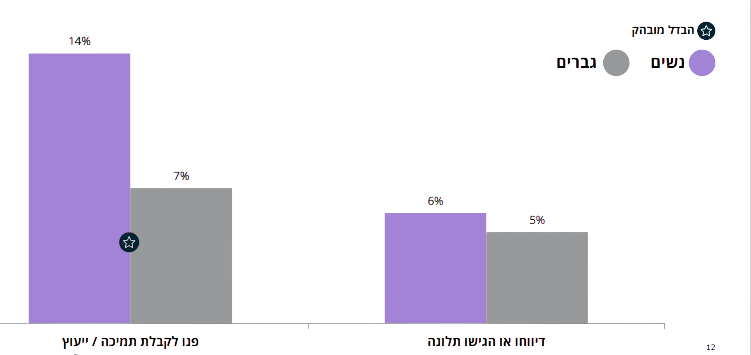 הבדל מובהק
נשים
גברים
14%
7%
6%
5%
פנו לקבלת תמיכה / ייעוץ
דיווחו או הגישו תלונה
12